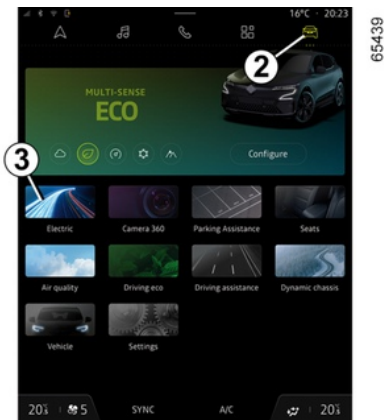 16°C · 20:23
2
65439
MULTI-SENSE
ECO
Configure
3
Electric
Camera 360
Parking Assistance
Seats
Air quality
Driving eco
Driving assistance
Dynamic chassis
Vehicle
Settings
20
5
SYNC
A/C
20